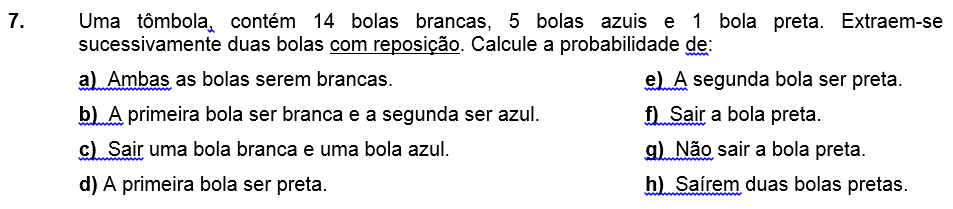 7. Uma tômbola, contém 14 bolas brancas, 5 bolas azuis e 1 bola preta. Extraem-se
sucessivamente duas bolas com reposição. Calcule a probabilidade de:
a) Ambas as bolas serem brancas.
b) A primeira bola ser branca e a segunda ser azul.
c) Sair uma bola branca e uma bola azul.
d) A primeira bola ser preta.
e) A segunda bola ser preta.
f) Sair a bola preta.
g) Não sair a bola preta.
h) Saírem duas bolas pretas.